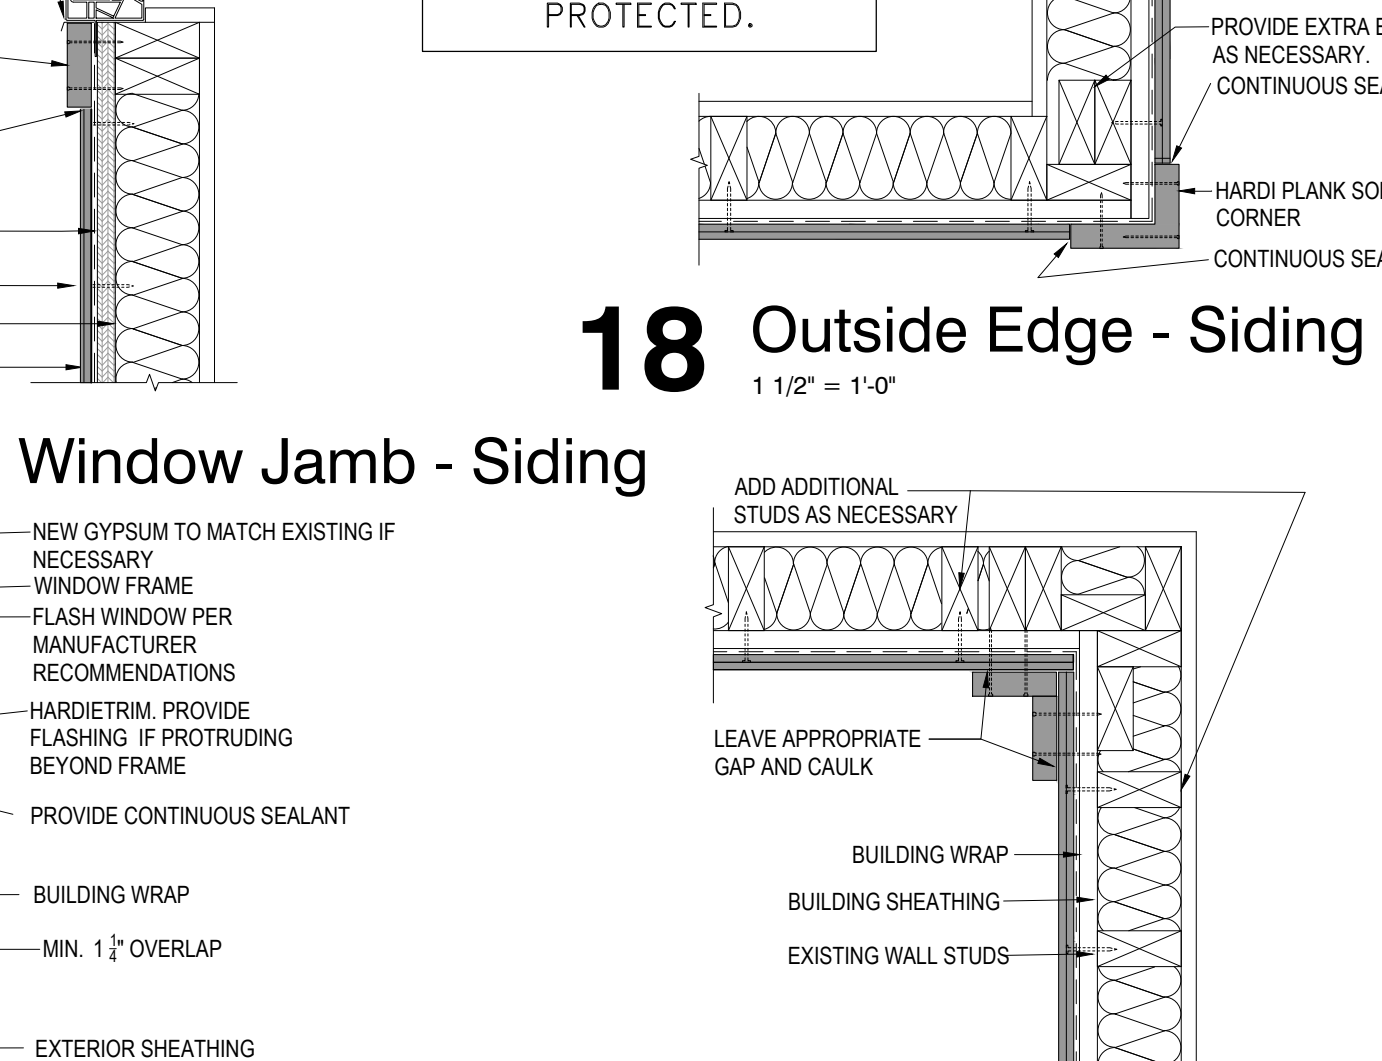 PROTECTED.
PROVIDE EXTRA
AS NECESSARY.
CONTINUOUS
HARDI PLANK
CORNER
CONTINUOUS
18 Outside Edge - Siding
1 1/2" = 1'-0"
Window Jamb - Siding
NEW GYPSUM TO MATCH EXISTING IF
NECESSARY
WINDOW FRAME
FLASH WINDOW PER
MANUFACTURER
RECOMMENDATIONS
HARDIETRIM. PROVIDE
FLASHING IF PROTRUDING
BEYOND FRAME
PROVIDE CONTINUOUS SEALANT
BUILDING WRAP
MIN. 1 1/4" OVERLAP
EXTERIOR SHEATHING
ADD ADDITIONAL
STUDS AS NECESSARY
LEAVE APPROPRIATE
GAP AND CAULK
BUILDING WRAP
BUILDING SHEATHING
EXISTING WALL STUDS